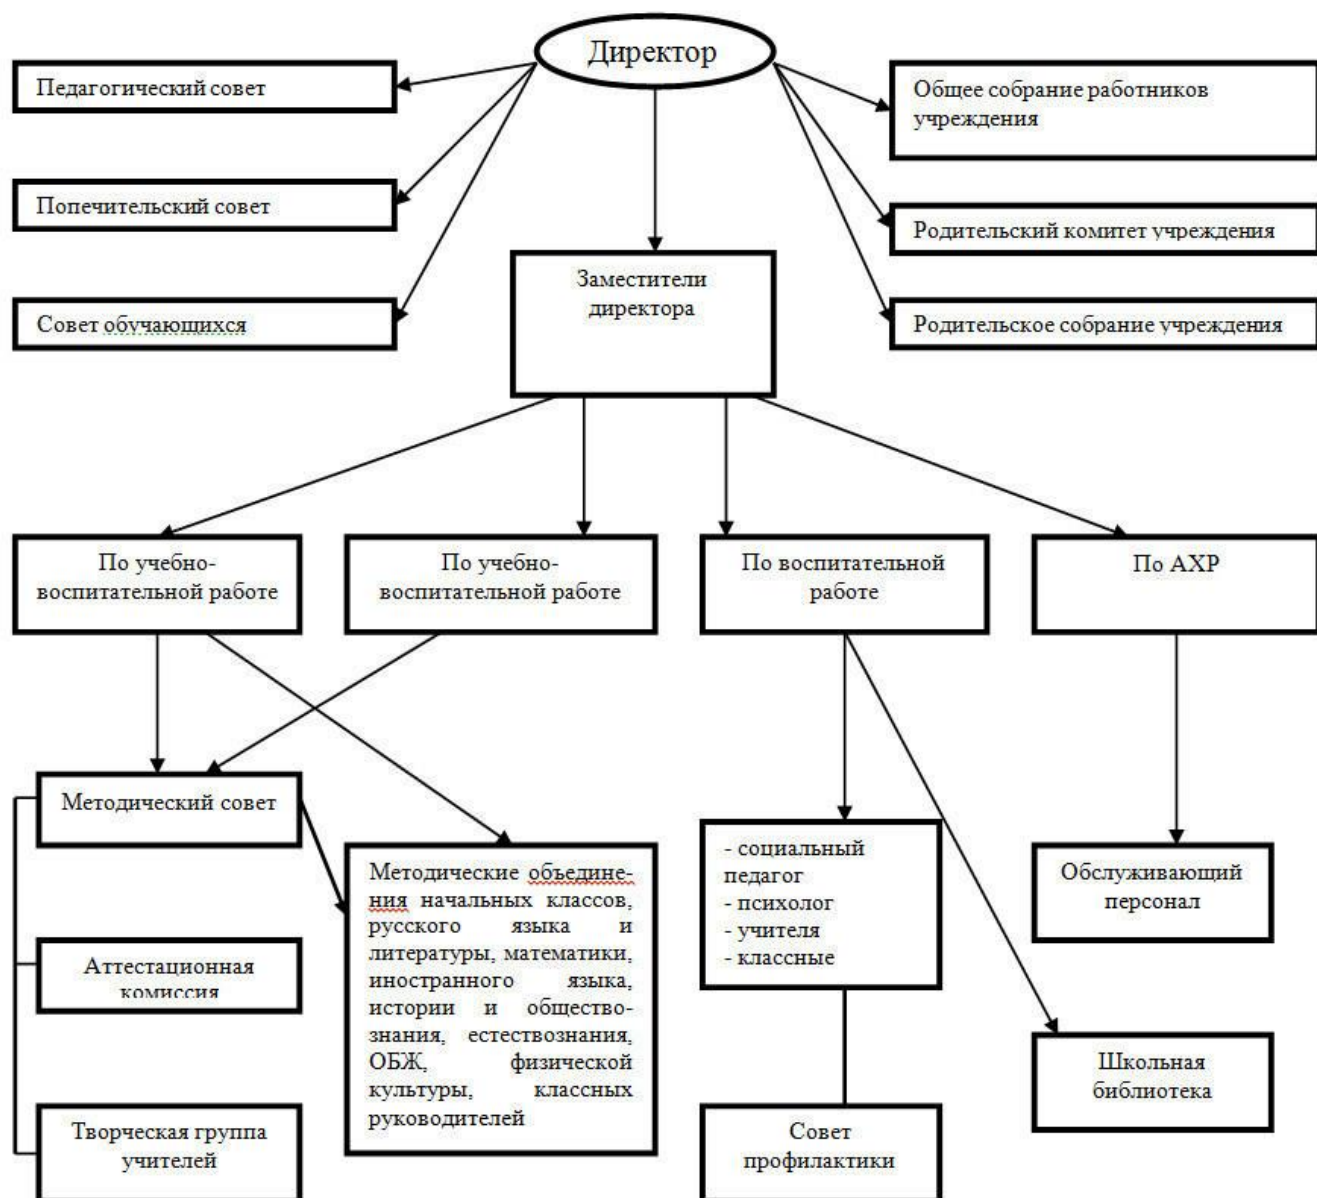 Директор
Педагогический совет
Общее собрание работников
учреждения
Попечительский совет
Родительский комитет учреждения
Заместители
директора
Совет обучающихся
Родительское собрание учреждения
По учебно-
воспитательной работе
По учебно-
воспитательной работе
По воспитательной
работе
По АХР
Методический совет
Методические объедине-
ния начальных классов,
русского языка и
литературы, математики,
иностранного языка,
истории и общество-
знания, естествознания,
ОБЖ, физической
культуры, классных
руководителей
- социальный
педагог
- психолог
- учителя
- классные
Обслуживающий
персонал
Аттестационная
комиссия
Школьная
библиотека
Творческая группа
учителей
Совет
профилактики